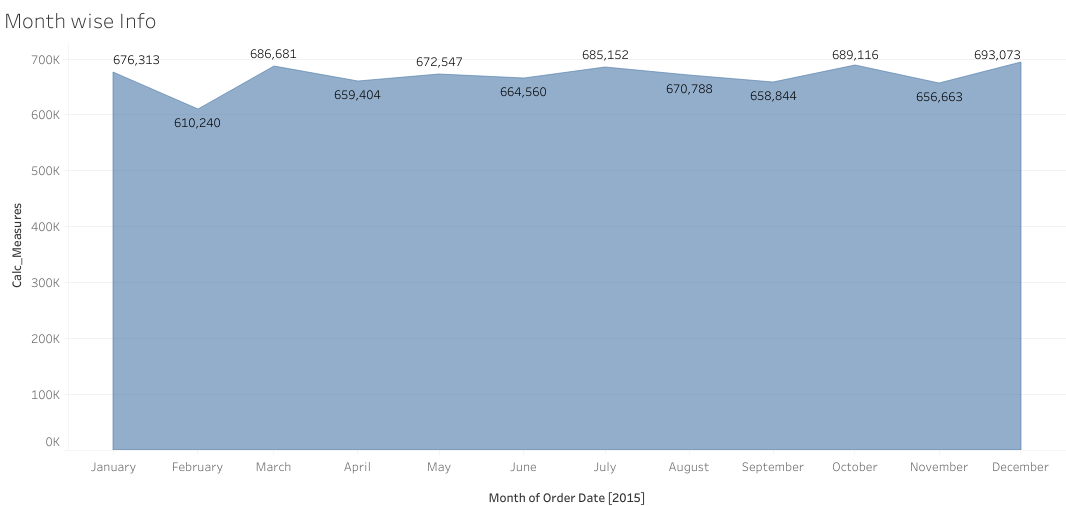 Month wise Info
700K
600K
500K
400K
300K
200K
100K
0K
Calc_Measures
676,313
610,240
686,681
659,404
672,547
664,560
685,152
670,788
658,844
689,116
656,663
693,073
January February March April May June July August September October November December
Month of Order Date [2015]